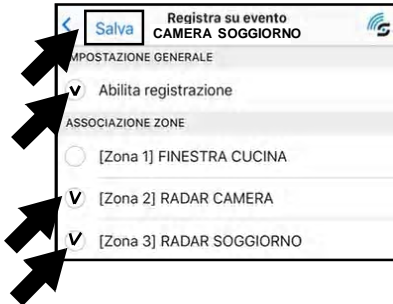 Salva
Registra su evento
CAMERA SOGGIORNO
IMPOSTAZIONE GENERALE
V Abilita registrazione
ASSOCIAZIONE ZONE
[Zona 1] FINESTRA CUCINA
V [Zona 2] RADAR CAMERA
V [Zona 3] RADAR SOGGIORNO